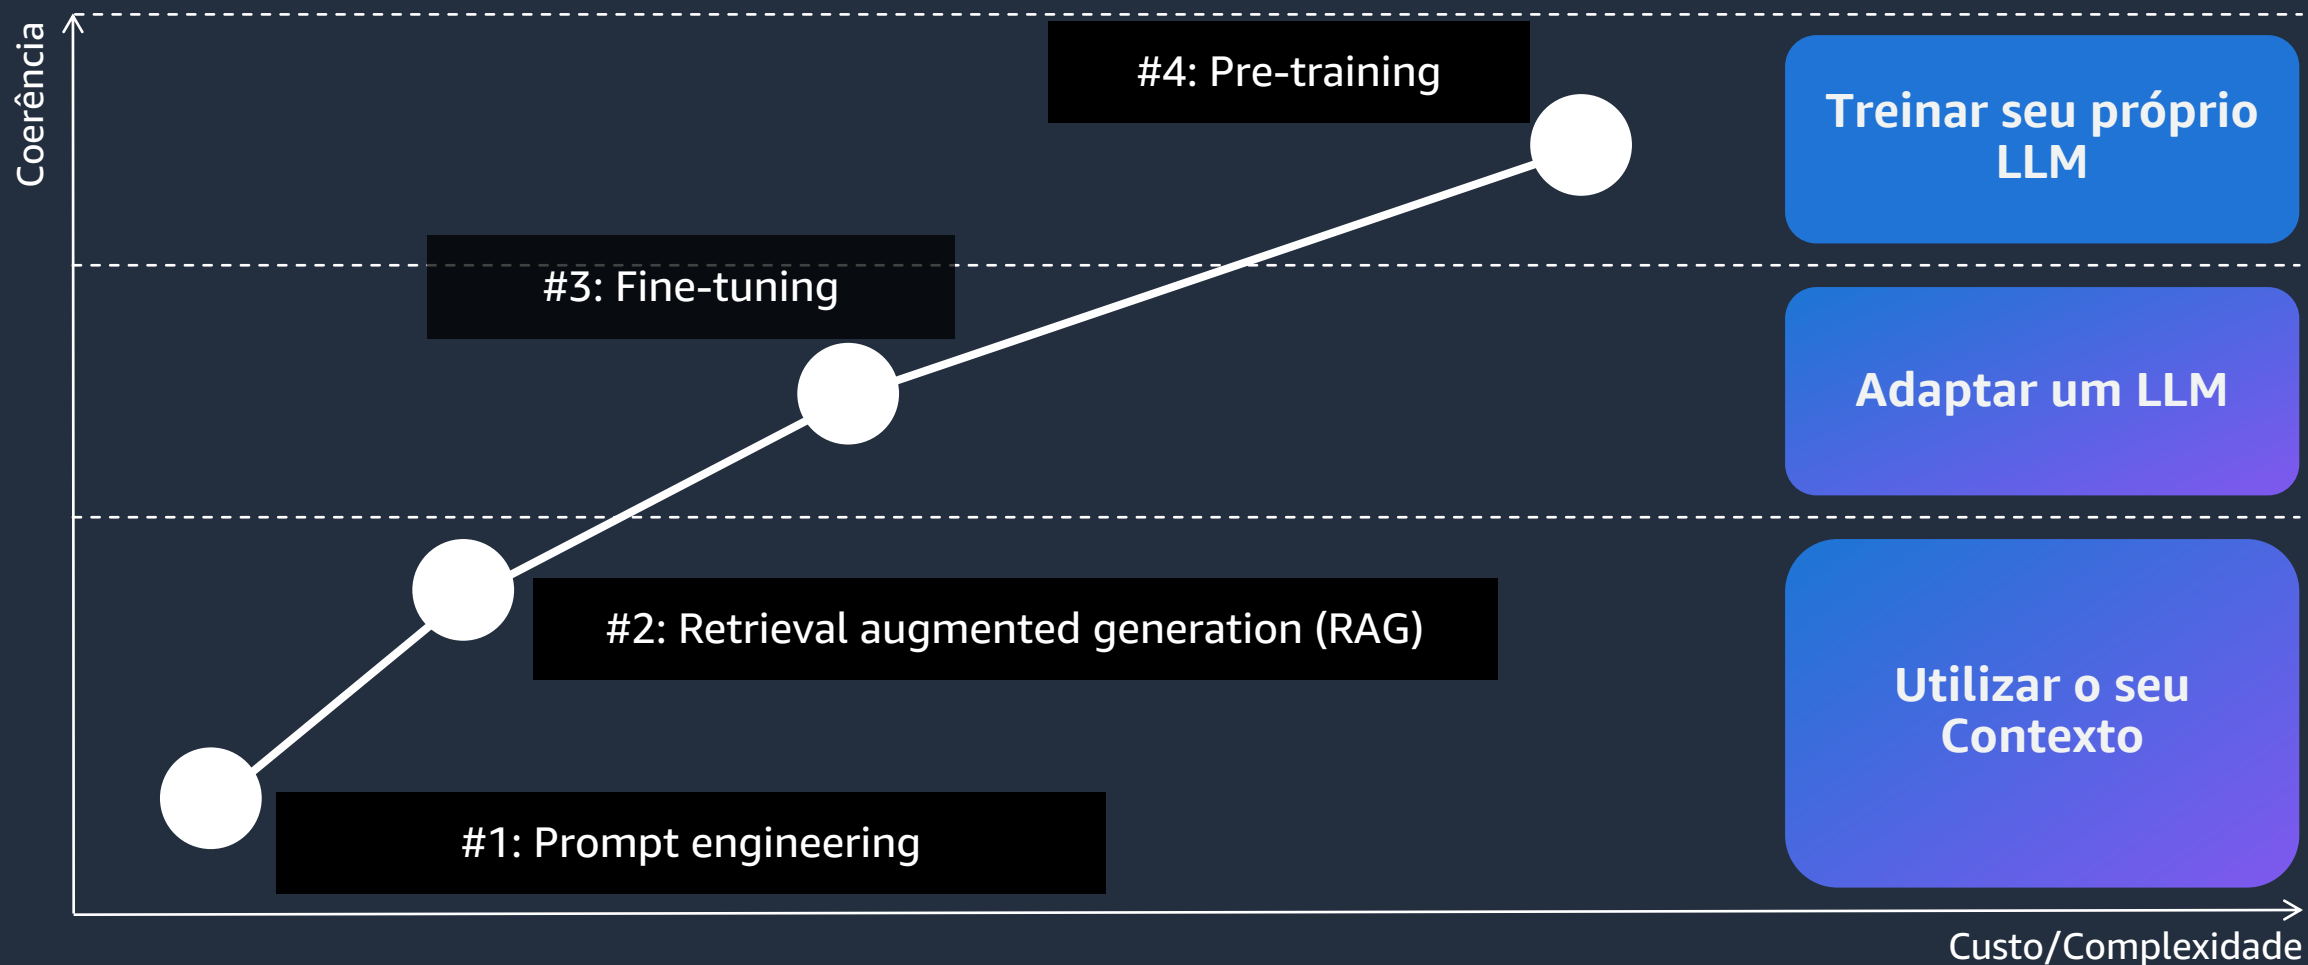 Coerência
#4: Pre-training
Treinar seu próprio
LLM
#3: Fine-tuning
Adaptar um LLM
#2: Retrieval augmented generation (RAG)
Utilizar o seu
Contexto
#1: Prompt engineering
Custo/Complexidade